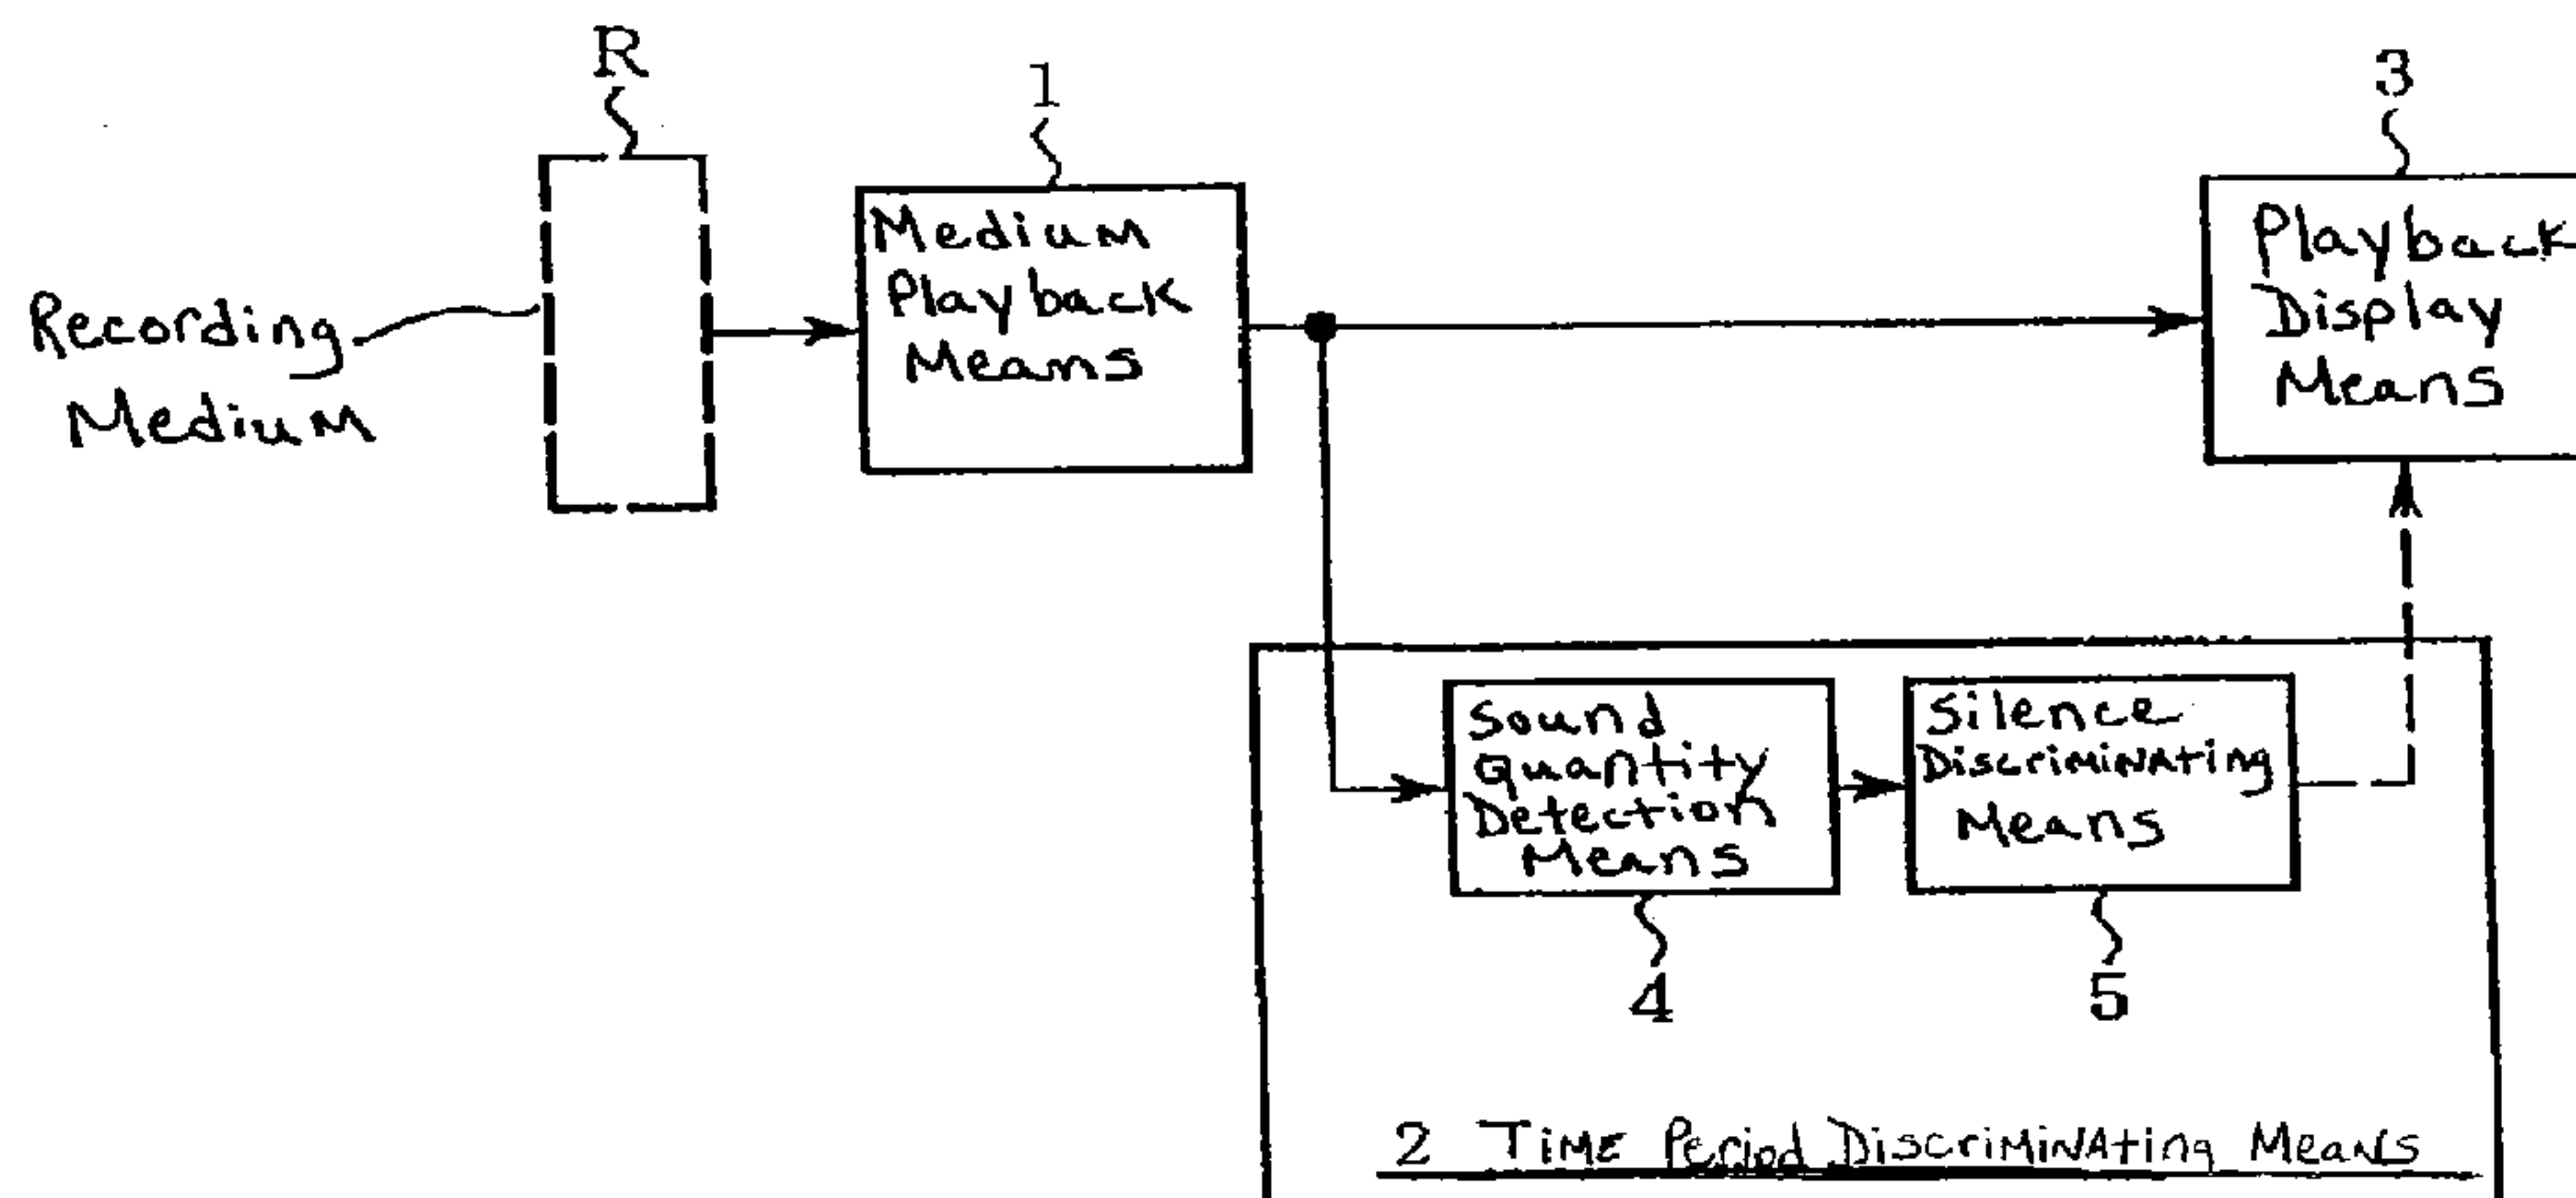 R
1
3
Recording
Medium
Medium
Playback
Means
Playback
Display
Means
Sound
Quantity
Detection
Means
Silence
Discriminating
Means
4
5
2 Time Period Discriminating Means